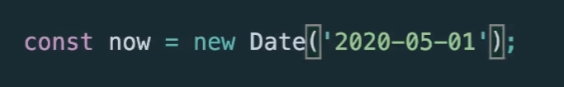 const now = new Date('2020-05-01');